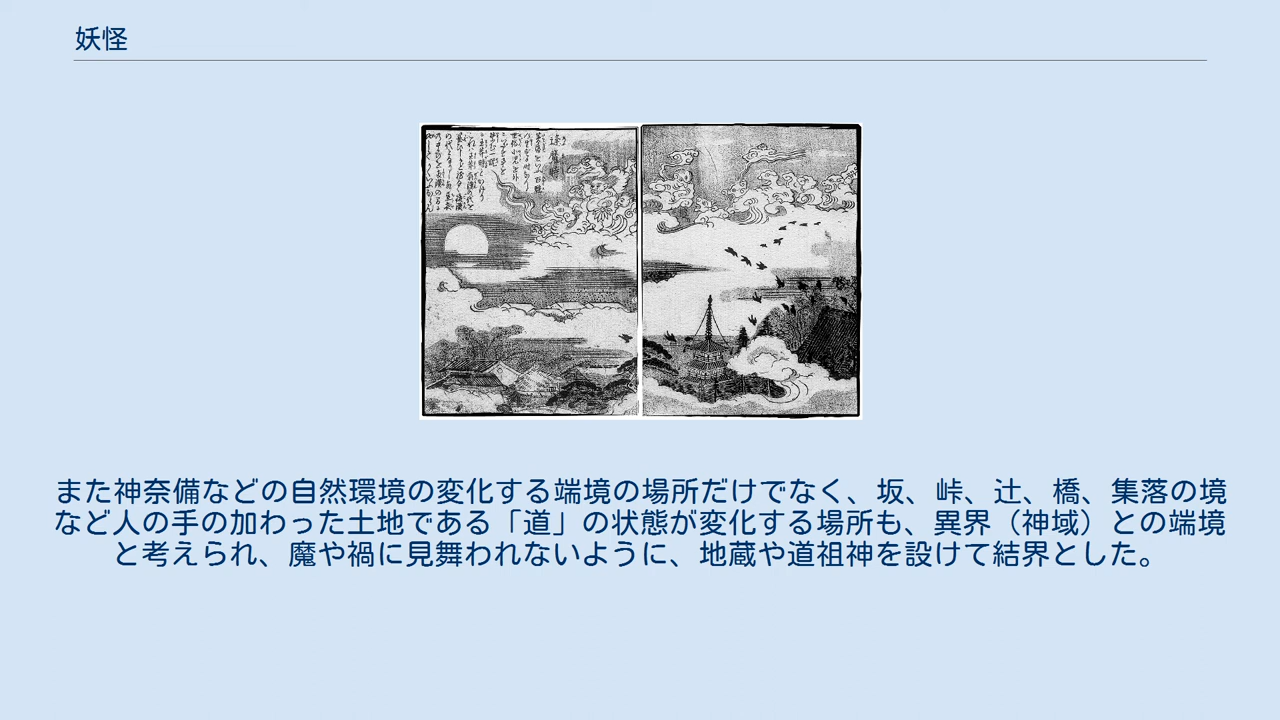 妖怪
また神奈備などの自然環境の変化する端境の場所だけでなく、坂、峠、辻、橋、集落の境
など人の手の加わった土地である「道」の状態が変化する場所も、異界（神域）との端境
と考えられ、魔や禍に見舞われないように、地蔵や道祖神を設けて結界とした。